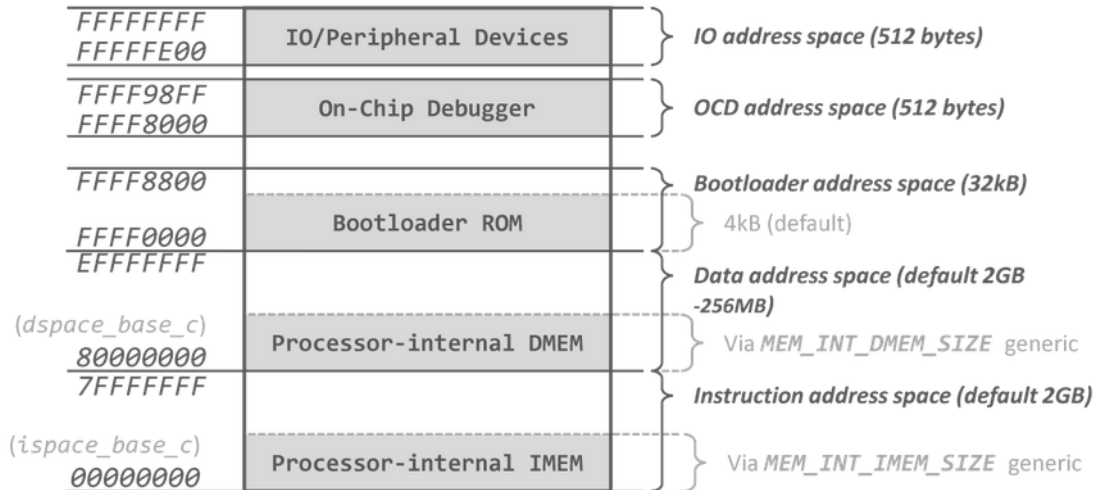 FFFFFFFF
FFFFFE00
IO/Peripheral Devices
IO address space (512 bytes)
FFFF98FF
FFFF8000
On-Chip Debugger
OCD address space (512 bytes)
FFFF8800
Bootloader address space (32kB)
Bootloader ROM
4kB (default)
FFFF0000
EFFFFFFF
Data address space (default 2GB
-256MB)
(dspace_base_c)
80000000
Processor-internal DMEM
Via MEM_INT_DMEM_SIZE generic
7FFFFFFF
Instruction address space (default 2GB)
(ispace_base_c)
00000000
Processor-internal IMEM
Via MEM_INT_IMEM_SIZE generic